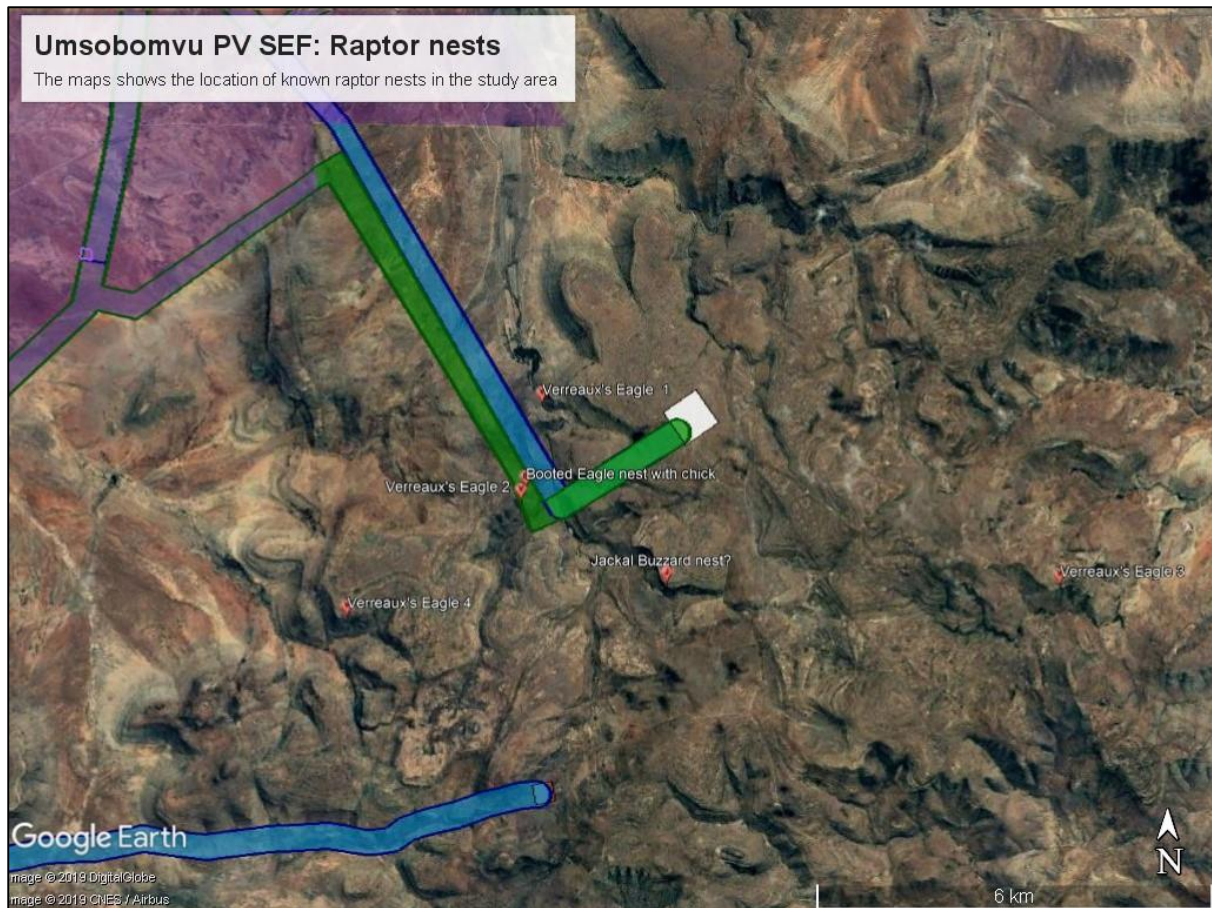 Umsobomvu PV SEF: Raptor nests
The maps shows the location of known raptor nests in the study area
Verreaux's Eagle 1
Booted Eagle nest with chick
Verreaux's Eagle 2
Jackal Buzzard nest?
Verreaux's Eagle 3
Verreaux's Eagle 4
Google Earth
mage © 2019 DigitalGlobe
mage © 2019 CNES / Airbus
N
6 km